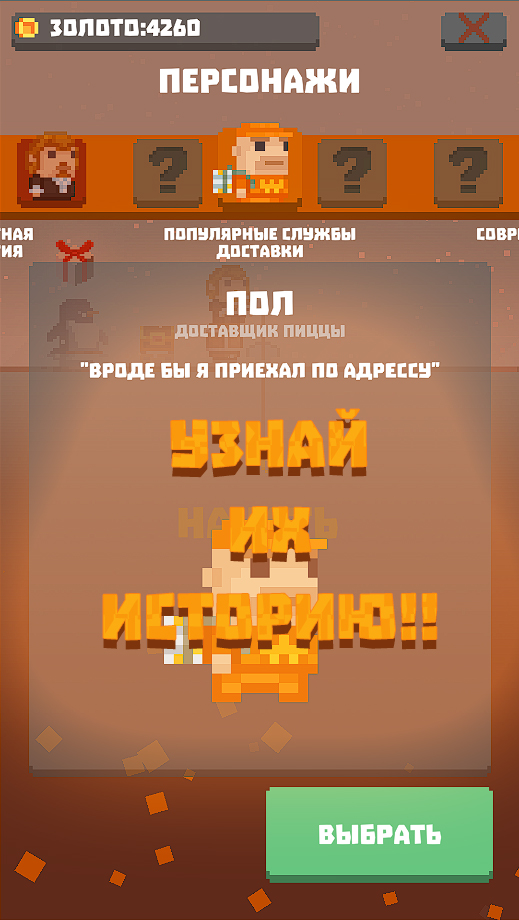 ЗОЛОТО:4260
ПЕРСОНАЖИ
? ? ? ?
ПОПУЛЯРНЫЕ СЛУЖБЫ
ДОСТАВКИ
ПОЛ
ДОСТАВЩИК ПИЦЦЫ
"ВРОДЕ БЫ Я ПРИЕХАЛ ПО АДРЕССУ"
УЗНАЙ
ИХ
ИСТОРИЮ!!
ВЫБРАТЬ